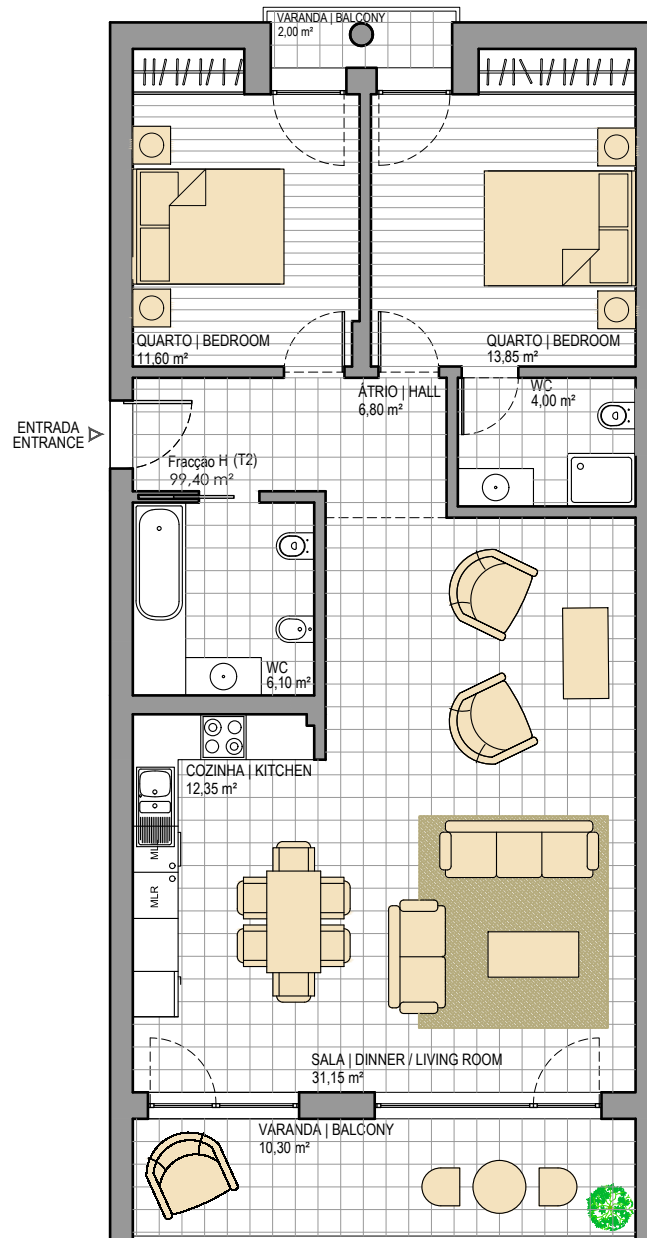 VARANDA | BALCONY
2,00 m²
QUARTO | BEDROOM
11,60 m²
QUARTO | BEDROOM
13,85 m²
WC
4,00 m²
ÁTRIO | HALL
6,80 m²
ENTRADA
ENTRANCE
Fracção H (T2)
99,40 m²
WC
6,10 m²
COZINHA | KITCHEN
12,35 m²
MLR
SALA | DINNER / LIVING ROOM
31,15 m²
VARANDA | BALCONY
10,30 m²